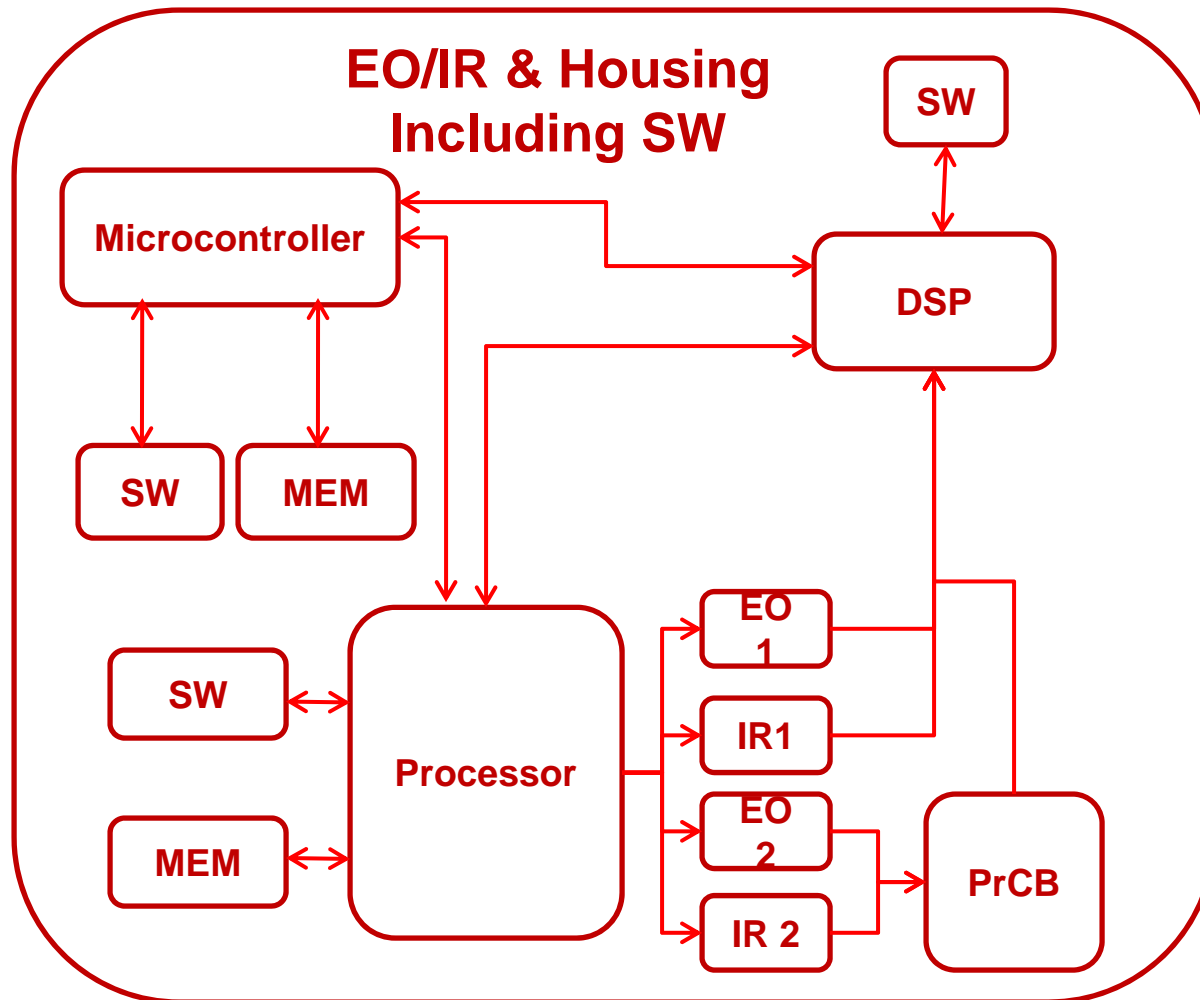 EO/IR & Housing
Including SW
SW
Microcontroller
DSP
SW
MEM
EO
1
SW
IR1
Processor
EO
2
MEM
PrCB
IR 2